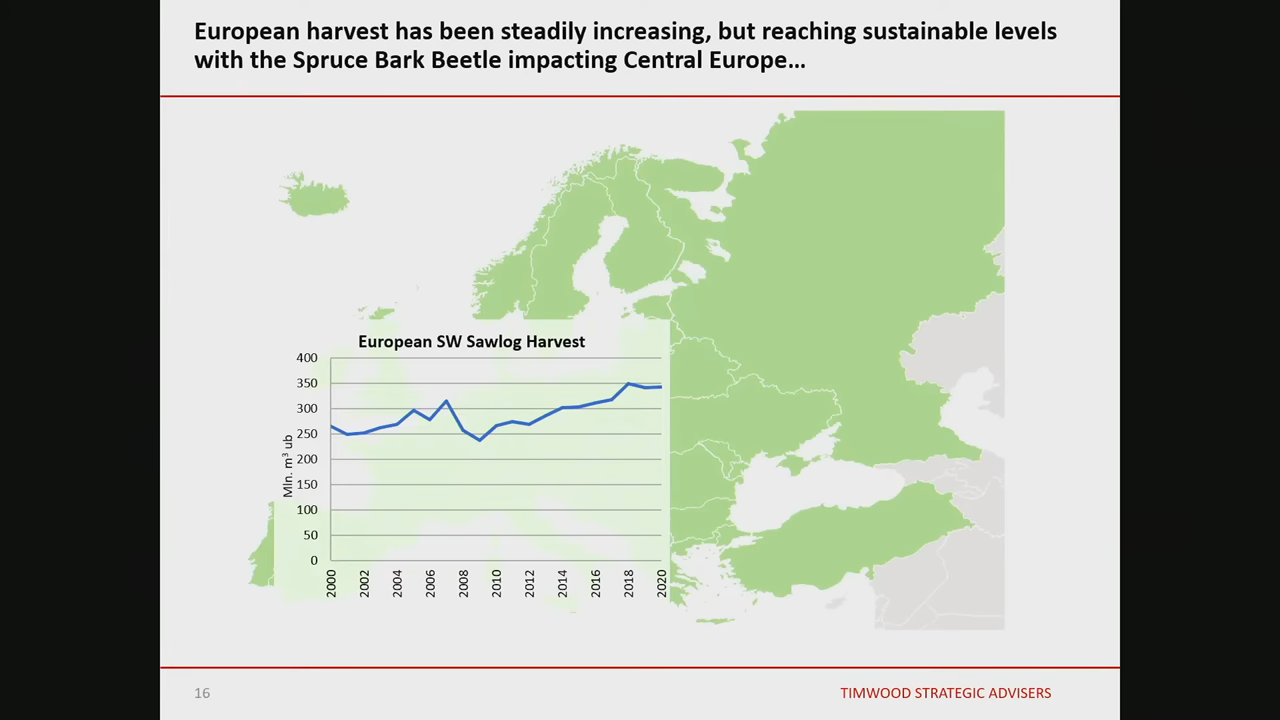 European harvest has been steadily increasing, but reaching sustainable levels
with the Spruce Bark Beetle impacting Central Europe...
European SW Sawlog Harvest
Mln. m³ ub
400
350
300
250
200
150
100
50
0
2000 2002 2004 2006 2008 2010 2012 2014 2016 2018 2020
16
TIMWOOD STRATEGIC ADVISERS